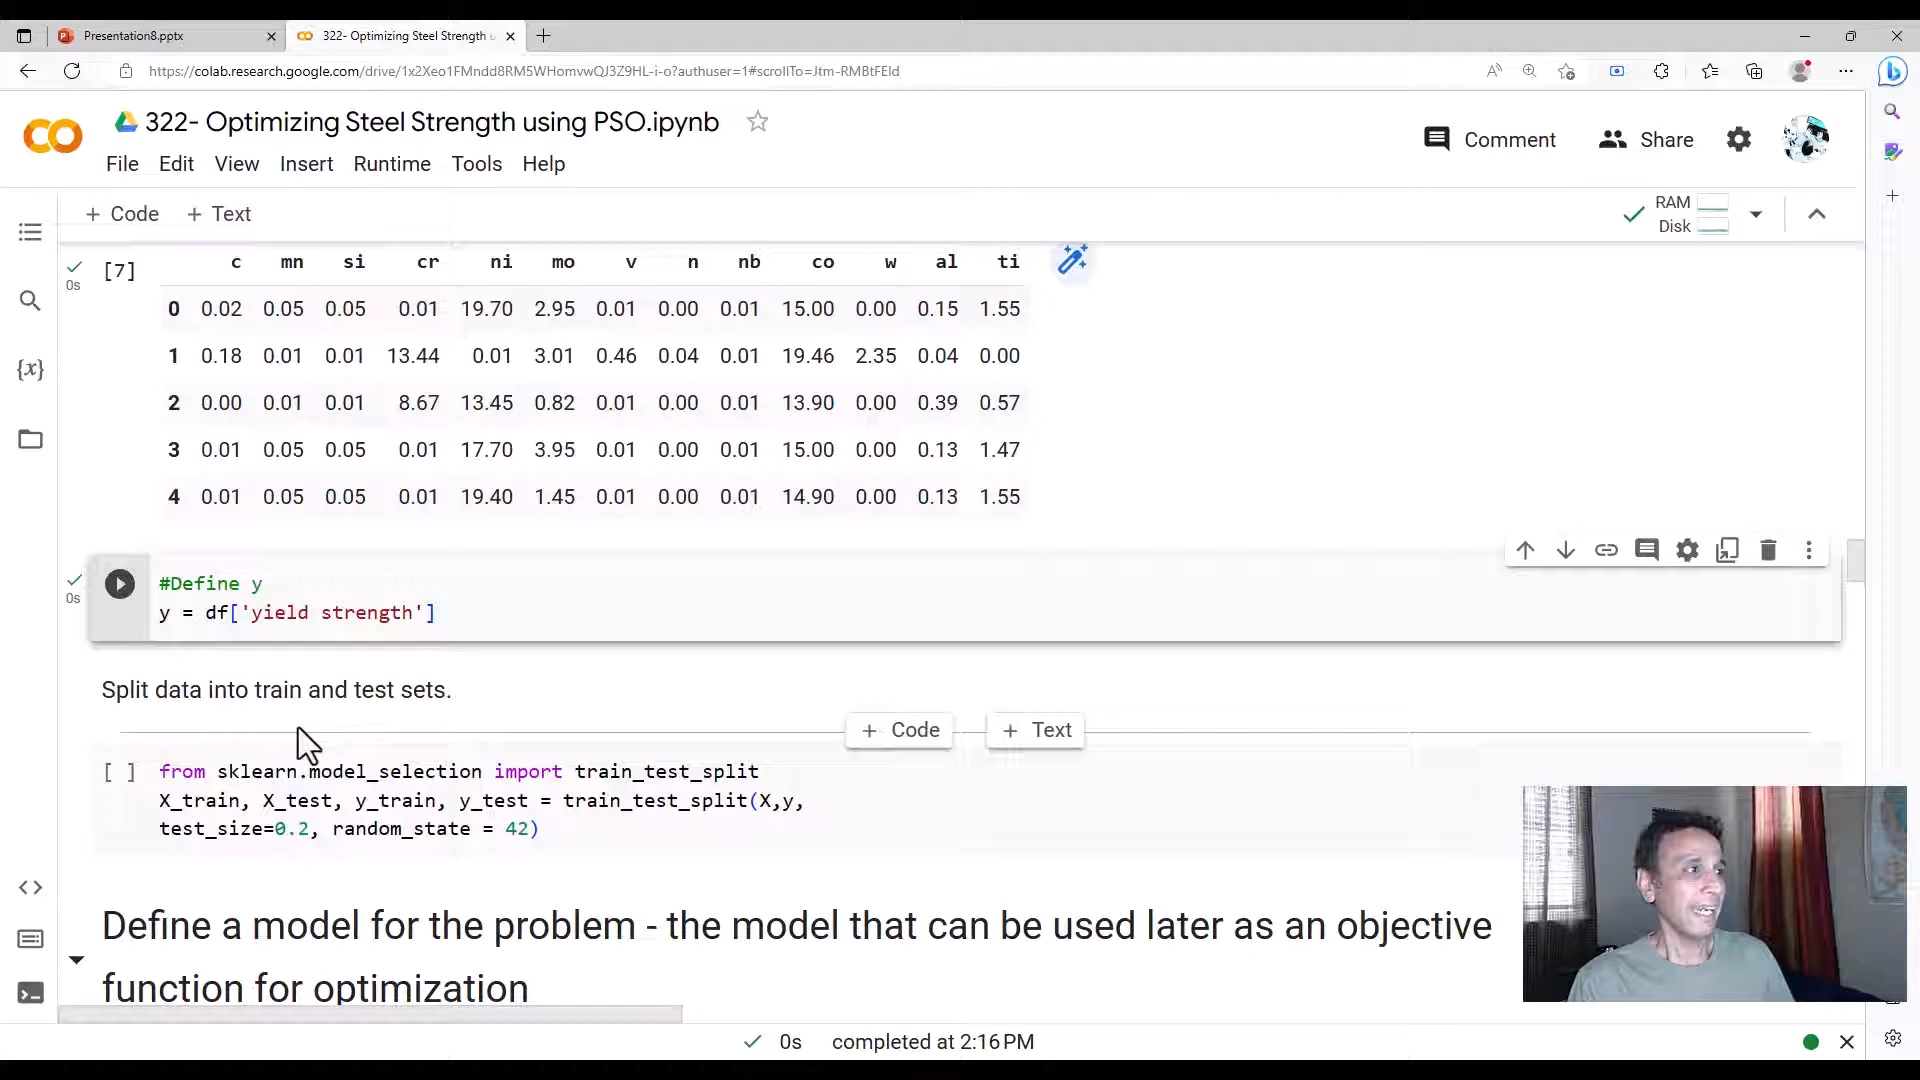 Presentation8.pptx
322- Optimizing Steel Strength
https://colab.research.google.com/drive/1x2Xeo1FMndd8RM5WHomvwQJ3Z9HL-i-o?authuser=1#scrollTo=Jtm-RMBtFEld
322- Optimizing Steel Strength using PSO.ipynb
Comment
Share
File Edit View Insert Runtime Tools Help
+ Code + Text
RAM
Disk
[7] c mn si cr ni mo v n nb co w al ti
0s
0 0.02 0.05 0.05 0.01 19.70 2.95 0.01 0.00 0.01 15.00 0.00 0.15 1.55
1 0.18 0.01 0.01 13.44 0.01 3.01 0.46 0.04 0.01 19.46 2.35 0.04 0.00
2 0.00 0.01 0.01 8.67 13.45 0.82 0.01 0.00 0.01 13.90 0.00 0.39 0.57
3 0.01 0.05 0.05 0.01 17.70 3.95 0.01 0.00 0.01 15.00 0.00 0.13 1.47
4 0.01 0.05 0.05 0.01 19.40 1.45 0.01 0.00 0.01 14.90 0.00 0.13 1.55
#Define y
0s
y = df['yield strength']
Split data into train and test sets.
+ Code + Text
[ ] from sklearn.model_selection import train_test_split
X_train, X_test, y_train, y_test = train_test_split(X,y,
test_size=0.2, random_state = 42)
Define a model for the problem - the model that can be used later as an objective
function for optimization
0s completed at 2:16 PM